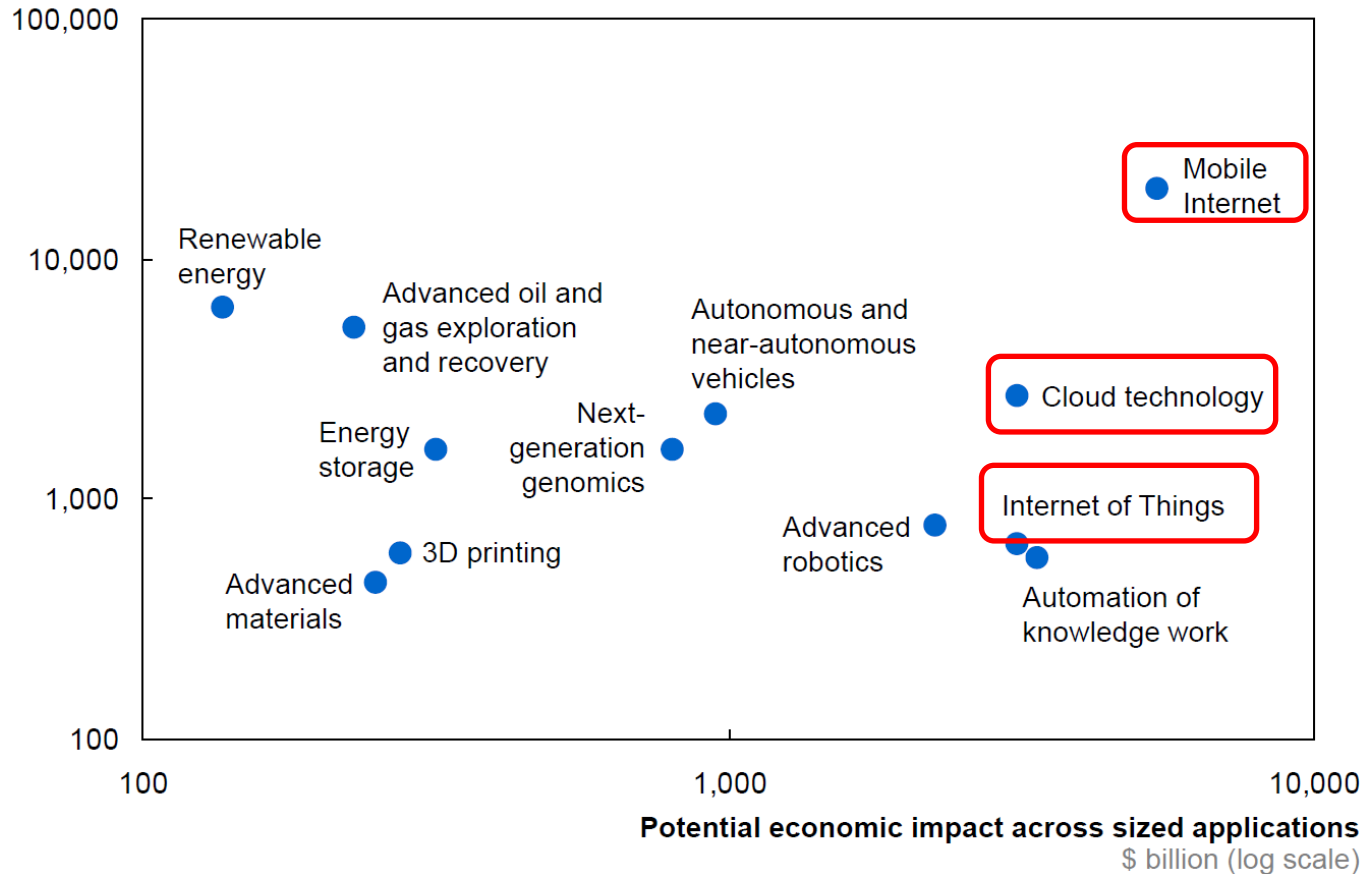 100,000
Mobile
Internet
Renewable
energy
10,000
Advanced oil and
gas exploration
and recovery
Autonomous and
near-autonomous
vehicles
Cloud technology
Next-
generation
genomics
Energy
storage
1,000
Internet of Things
Advanced
robotics
3D printing
Advanced
materials
Automation of
knowledge work
100
100
1,000
10,000
Potential economic impact across sized applications
$ billion (log scale)